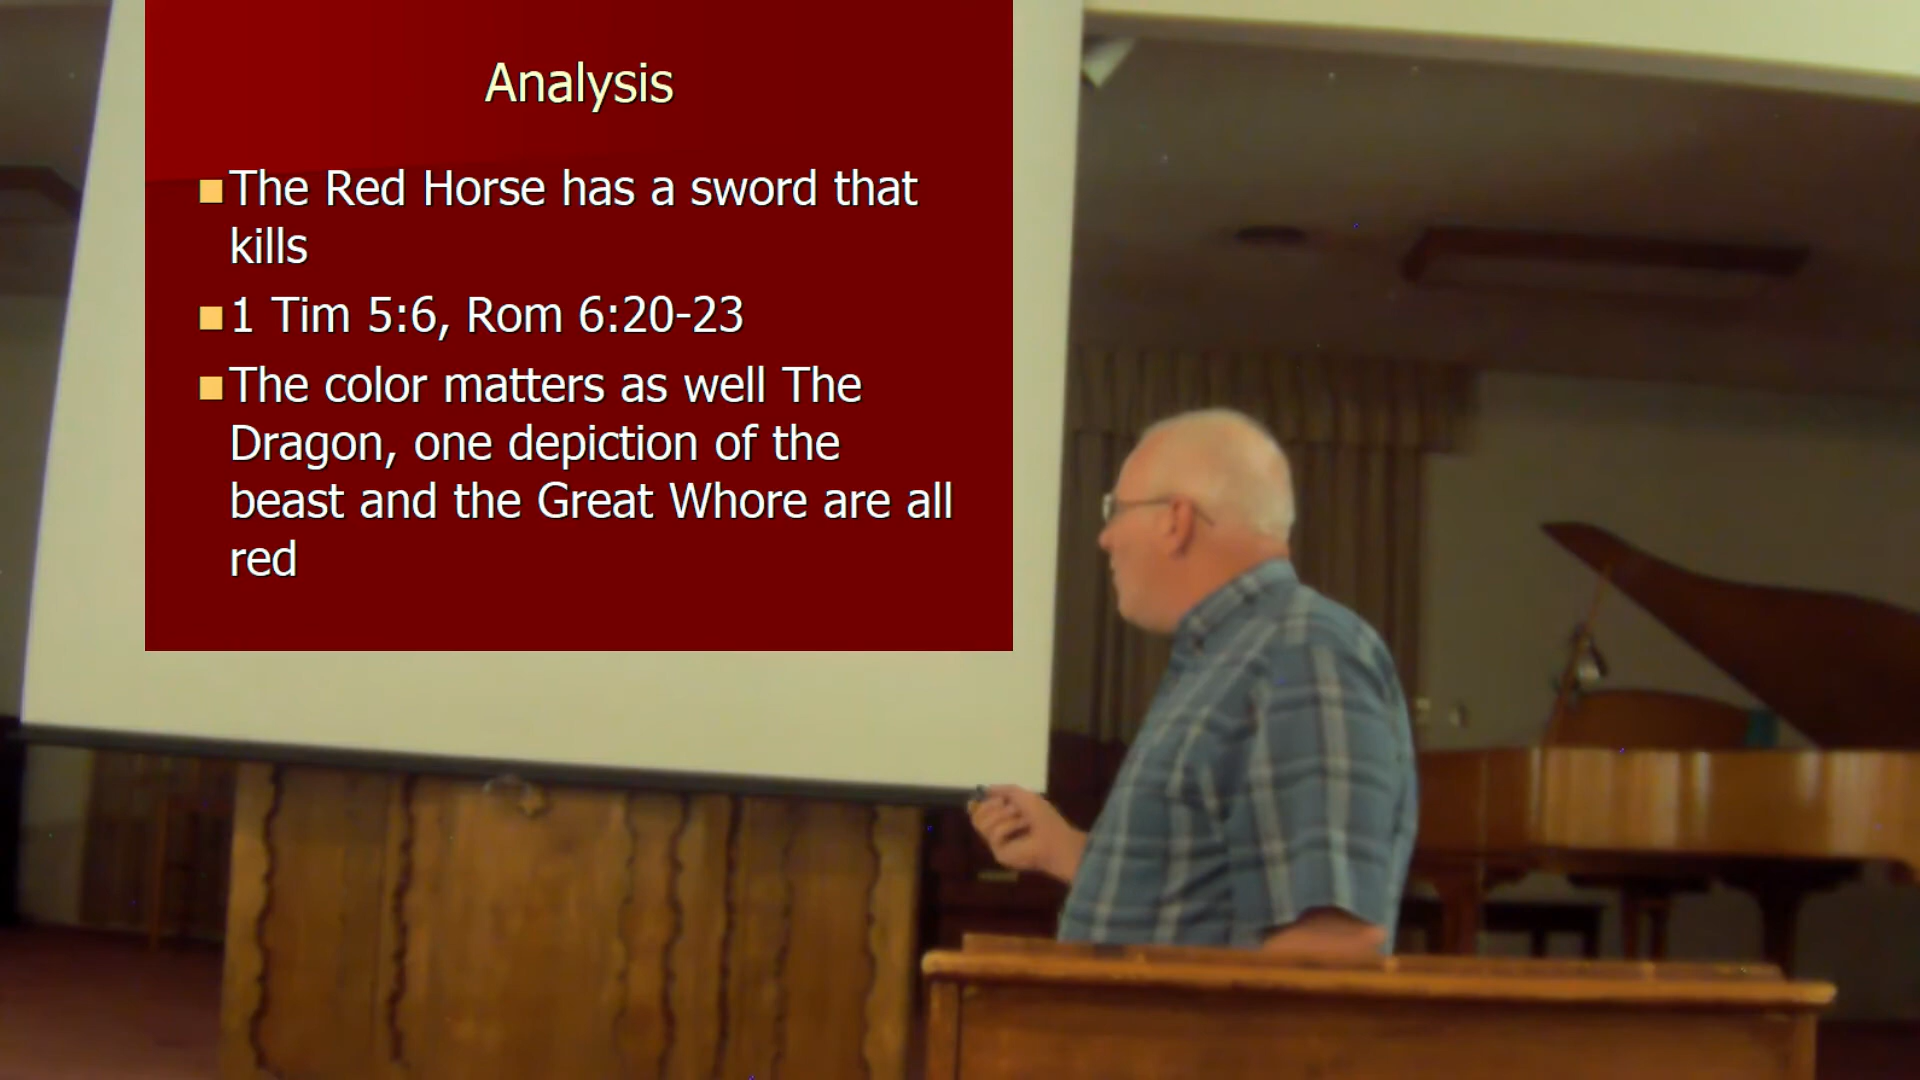 Analysis
The Red Horse has a sword that
kills
1 Tim 5:6, Rom 6:20-23
The color matters as well The
Dragon, one depiction of the
beast and the Great Whore are all
red